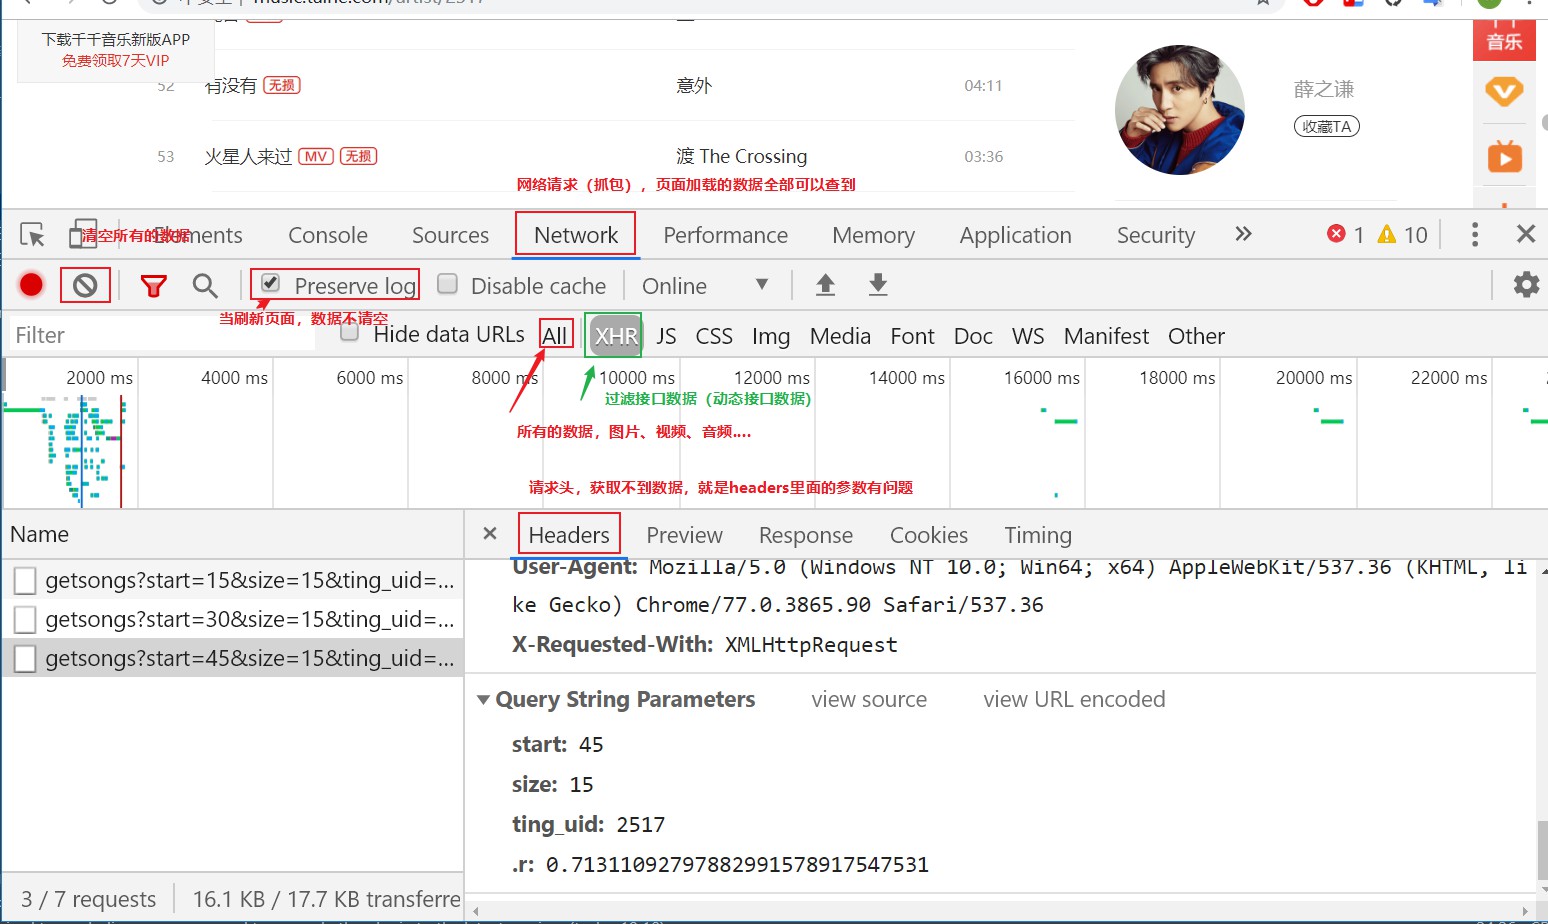 下载千千音乐新版APP
免费领取7天VIP
52 有没有 无损 意外 04:11
53 火星人来过 MV 无损 渡 The Crossing 03:36
薛之谦
收藏TA
音乐
网络请求（抓包），页面加载的数据全部可以查到
清空所有的数据
Elements Console Sources Network Performance Memory Application Security 1 10
Preserve log Disable cache Online
当刷新页面，数据不请空
Filter Hide data URLs All XHR JS CSS Img Media Font Doc WS Manifest Other
2000 ms 4000 ms 6000 ms 8000 ms 10000 ms 12000 ms 14000 ms 16000 ms 18000 ms 20000 ms 22000 ms
过滤接口数据（动态接口数据）
所有的数据，图片、视频、音频....
请求头，获取不到数据，就是headers里面的参数有问题
Name
Headers Preview Response Cookies Timing
getsongs?start=15&size=15&ting_uid=...
getsongs?start=30&size=15&ting_uid=...
getsongs?start=45&size=15&ting_uid=...
User-Agent: Mozilla/5.0 (Windows NT 10.0; Win64; x64) AppleWebKit/537.36 (KHTML, li
ke Gecko) Chrome/77.0.3865.90 Safari/537.36
X-Requested-With: XMLHttpRequest
Query String Parameters view source view URL encoded
start: 45
size: 15
ting_uid: 2517
.r: 0.71311092797882991578917547531
3 / 7 requests 16.1 KB / 17.7 KB transferre